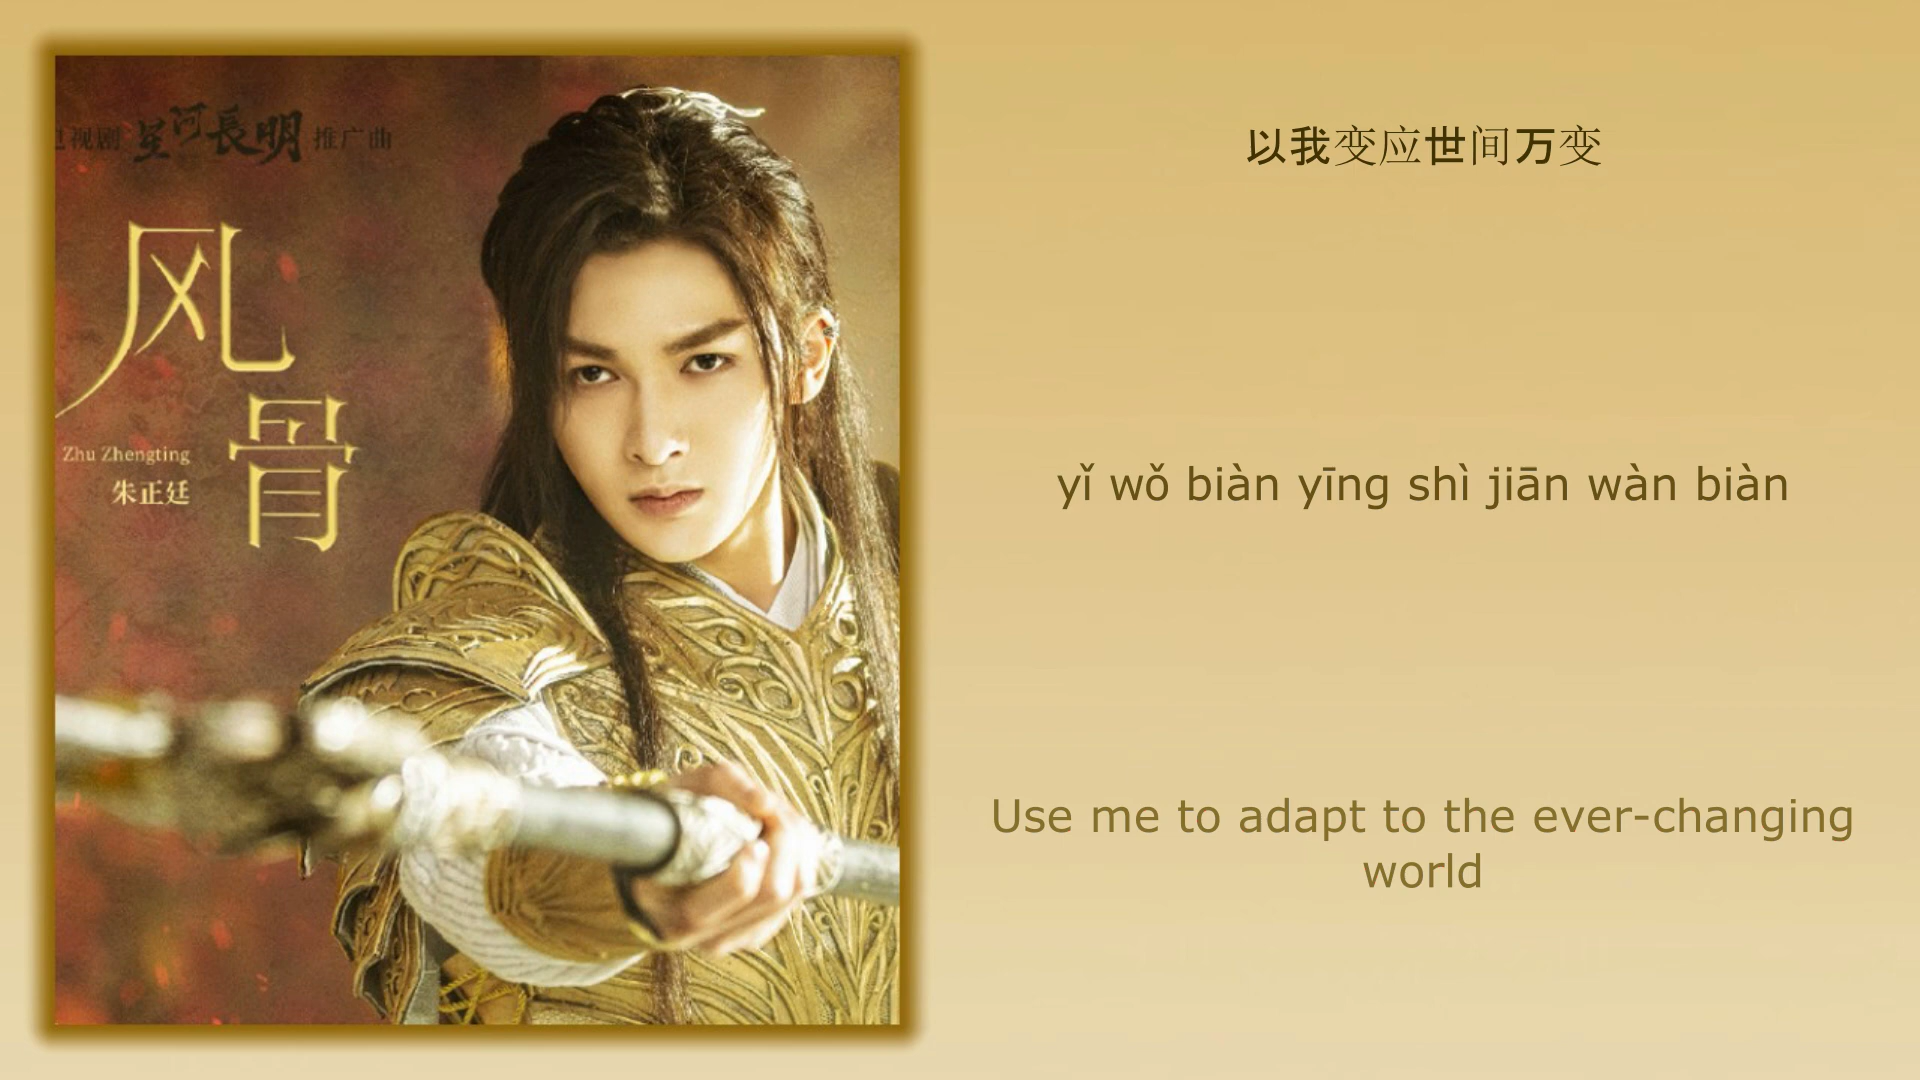 电视剧 星河長明 推广曲
风骨
Zhu Zhengting
朱正廷
以我变应世间万变
yǐ wǒ biàn yīng shì jiān wàn biàn
Use me to adapt to the ever-changing
world